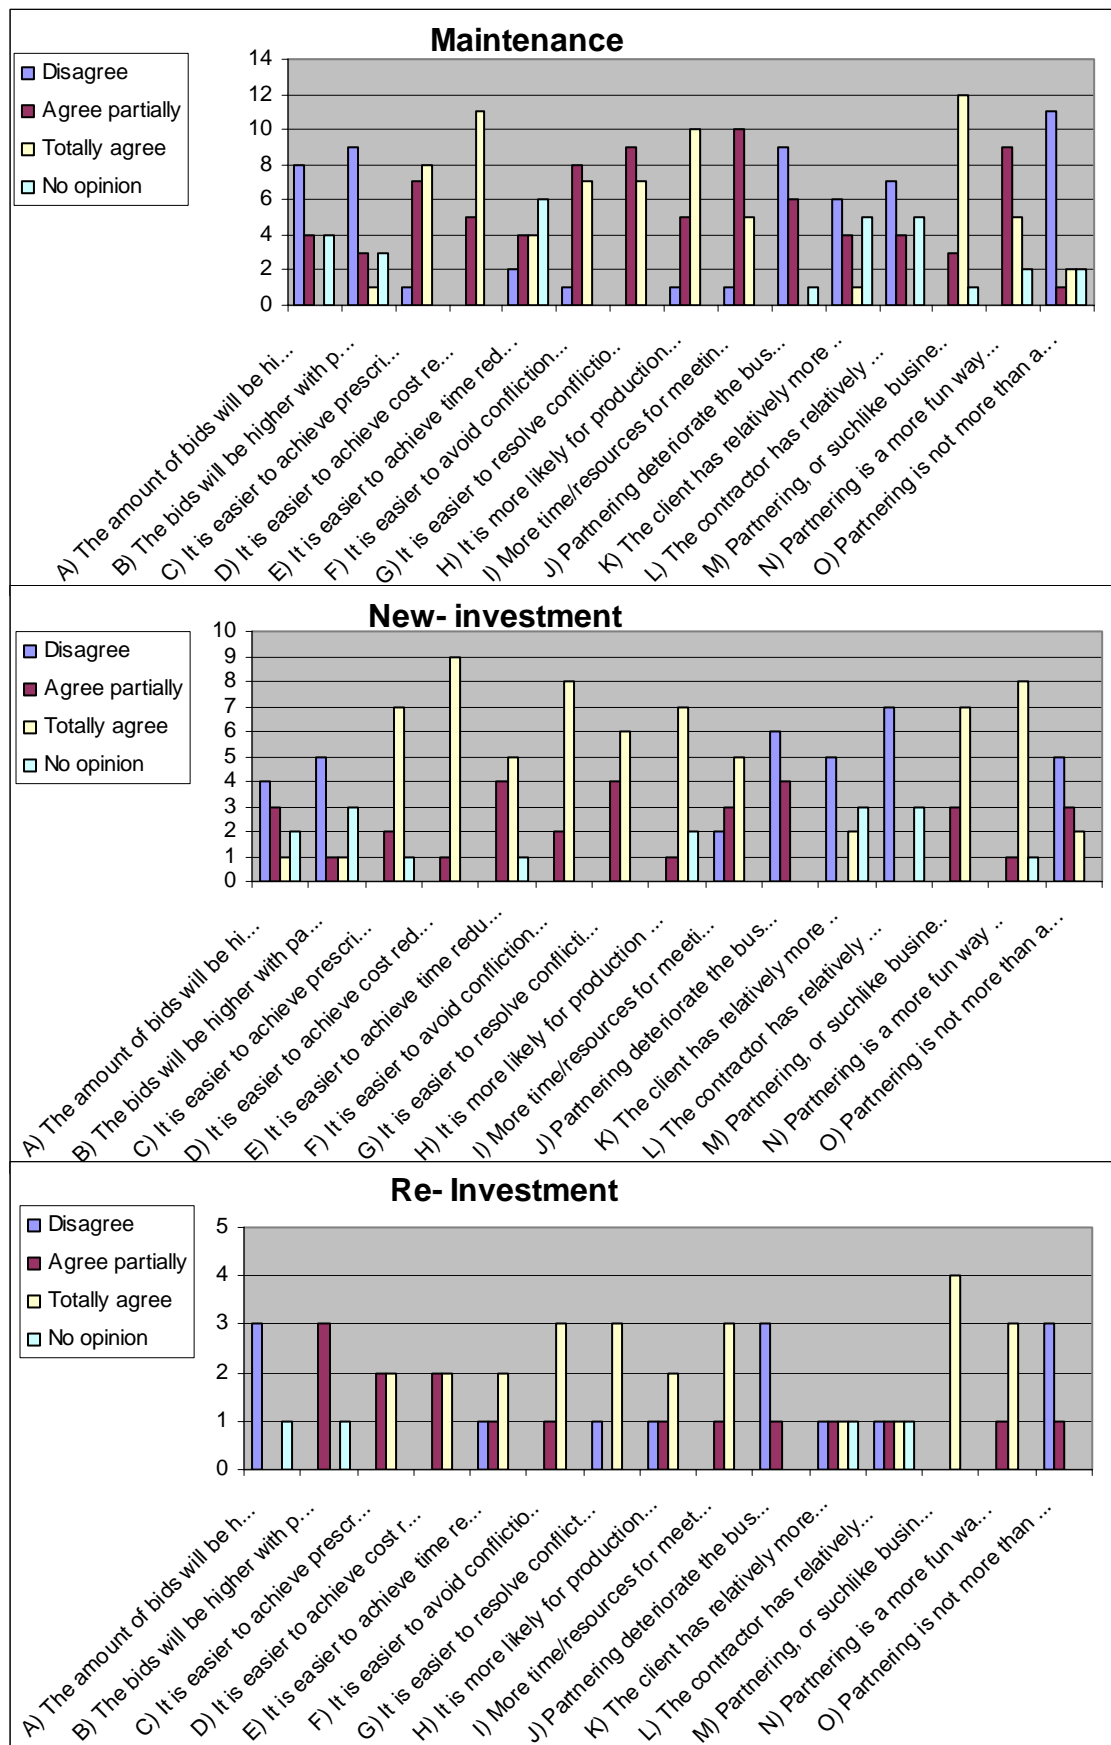 Maintenance
Disagree
Agree partially
Totally agree
No opinion
14
12
10
8
6
4
2
0
A) The amount of bids will be hi...
B) The bids will be higher with p...
C) It is easier to achieve prescri...
D) It is easier to achieve cost re...
E) It is easier to achieve time red...
F) It is easier to avoid confliction...
G) It is easier to resolve conflictio..
H) It is more likely for production...
I) More time/resources for meetin..
J) Partnering deteriorate the bus...
K) The client has relatively more ..
L) The contractor has relatively ...
M) Partnering, or suchlike busine..
N) Partnering is a more fun way...
O) Partnering is not more than a...
New- investment
Disagree
Agree partially
Totally agree
No opinion
10
9
8
7
6
5
4
3
2
1
0
A) The amount of bids will be hi...
B) The bids will be higher with pa...
C) It is easier to achieve prescri...
D) It is easier to achieve cost red...
E) It is easier to achieve time redu...
F) It is easier to avoid confliction...
G) It is easier to resolve conflicti...
H) It is more likely for production ...
I) More time/resources for meeti...
J) Partnering deteriorate the bus...
K) The client has relatively more ..
L) The contractor has relatively ...
M) Partnering, or suchlike busine..
N) Partnering is a more fun way ..
O) Partnering is not more than a...
Re- Investment
Disagree
Agree partially
Totally agree
No opinion
5
4
3
2
1
0
A) The amount of bids will be h...
B) The bids will be higher with p...
C) It is easier to achieve prescr...
D) It is easier to achieve cost r...
E) It is easier to achieve time re...
F) It is easier to avoid conflictio..
G) It is easier to resolve conflict...
H) It is more likely for production...
I) More time/resources for meet...
J) Partnering deteriorate the bus...
K) The client has relatively more...
L) The contractor has relatively...
M) Partnering, or suchlike busin...
N) Partnering is a more fun wa...
O) Partnering is not more than ...